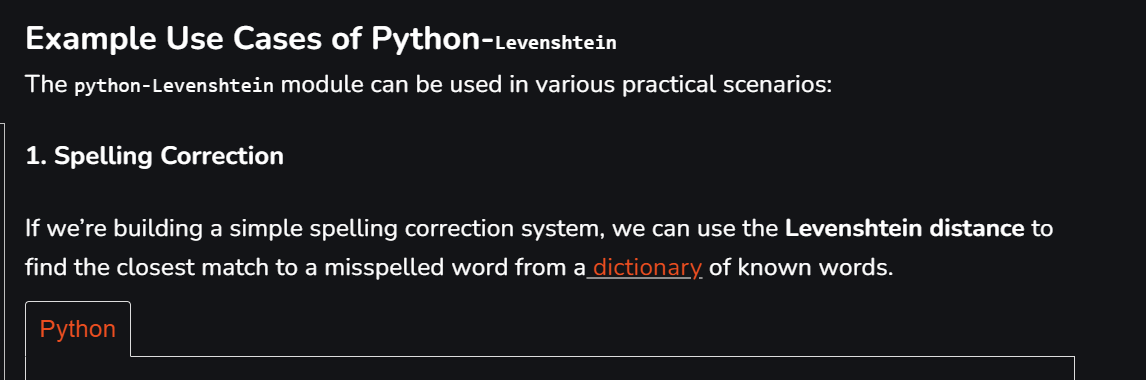 Example Use Cases of Python-Levenshtein
The python-Levenshtein module can be used in various practical scenarios:
1. Spelling Correction
If we’re building a simple spelling correction system, we can use the Levenshtein distance to
find the closest match to a misspelled word from a dictionary of known words.
Python